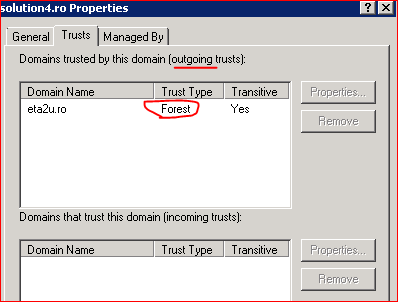 solution4.ro Properties
General Trusts Managed By
Domains trusted by this domain (outgoing trusts):
Domain Name Trust Type Transitive
eta2u.ro Forest Yes
Properties...
Remove
Domains that trust this domain (incoming trusts):
Domain Name Trust Type Transitive
Properties...
Remove